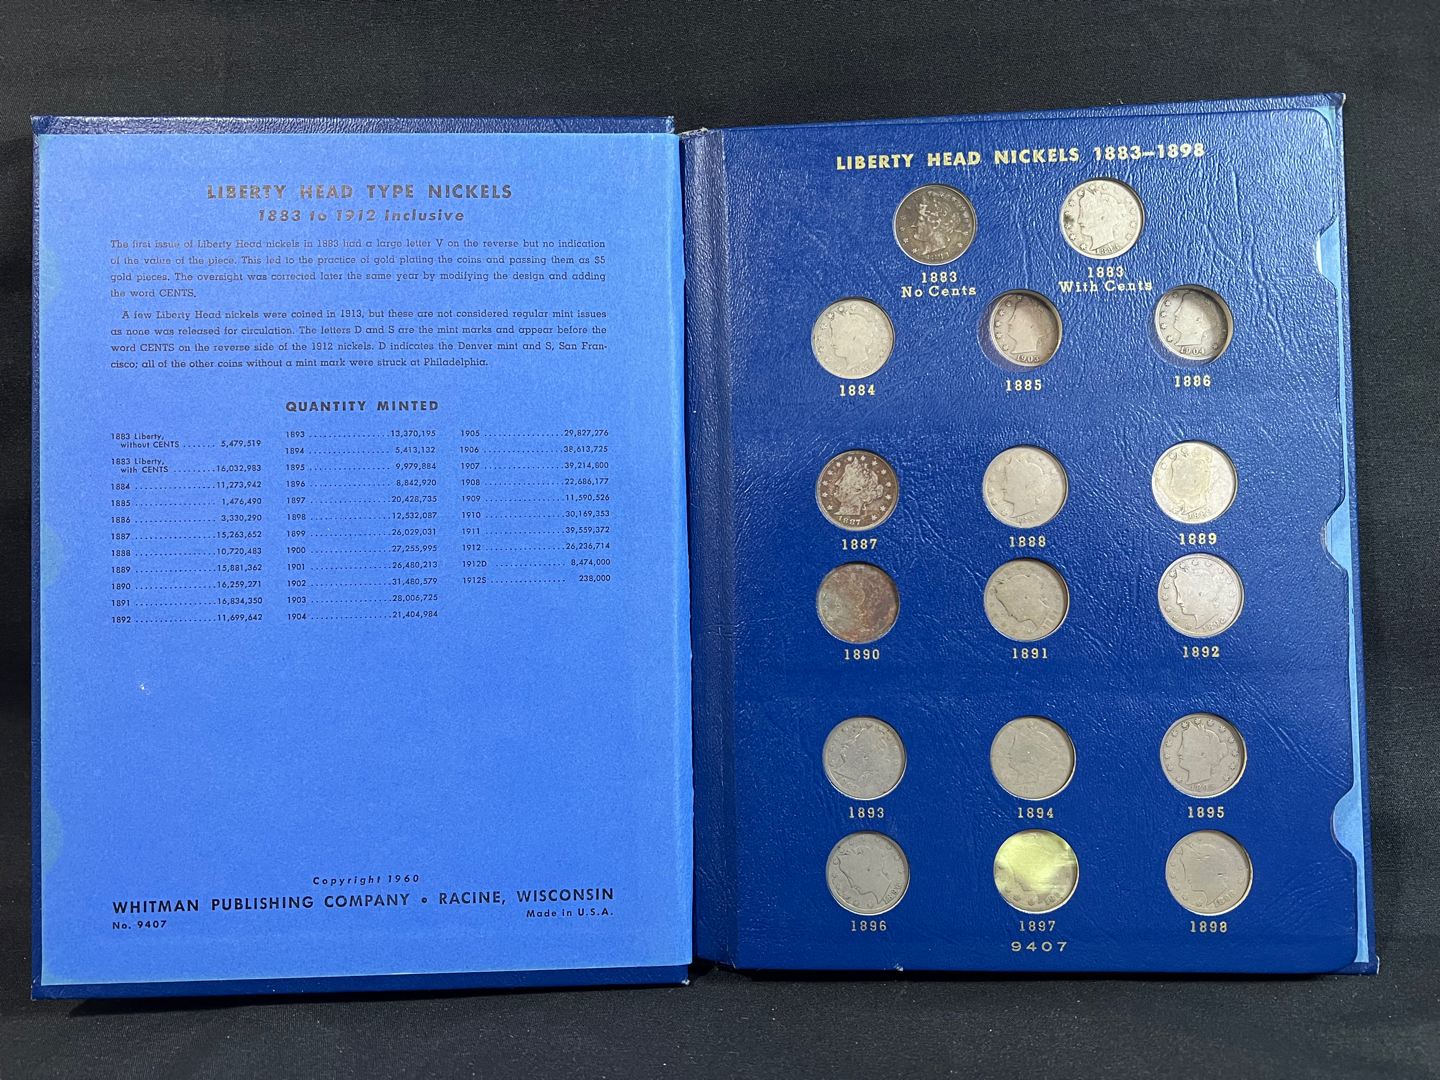 LIBERTY HEAD TYPE NICKELS
1883 to 1912 Inclusive
The first issue of Liberty Head nickels in 1883 had a large letter V on the reverse but no indication
of the value of the piece. This led to the practice of gold plating the coins and passing them as $5
gold pieces. The oversight was corrected later the same year by modifying the design and adding
the word CENTS.
A few Liberty Head nickels were coined in 1913, but these are not considered regular mint issues
as none was released for circulation. The letters D and S are the mint marks and appear before the
word CENTS on the reverse side of the 1912 nickels. D indicates the Denver mint and S, San Fran-
cisco; all of the other coins without a mint mark were struck at Philadelphia.
QUANTITY MINTED
1883 Liberty,
without CENTS ....... 5,479,519
1883 Liberty,
with CENTS .........16,032,983
1884 ................11,273,942
1885 ................ 1,476,490
1886 ................ 3,330,290
1887 ................15,263,652
1888 ................10,720,483
1889 ................15,881,362
1890 ................16,259,271
1891 ................16,834,350
1892 ................11,699,642
1893 ................13,370,195
1894 ................ 5,413,132
1895 ................ 9,979,884
1896 ................ 8,842,920
1897 ................20,428,735
1898 ................12,532,087
1899 ................26,029,031
1900 ................27,255,995
1901 ................26,480,213
1902 ................31,480,579
1903 ................28,006,725
1904 ................21,404,984
1905 ................29,827,276
1906 ................38,613,725
1907 ................39,214,800
1908 ................22,686,177
1909 ................11,590,526
1910 ................30,169,353
1911 ................39,559,372
1912 ................26,236,714
1912D ............... 8,474,000
1912S ............... 238,000
Copyright 1960
WHITMAN PUBLISHING COMPANY • RACINE, WISCONSIN
No. 9407
Made in U.S.A.
LIBERTY HEAD NICKELS 1883–1898
1883
No Cents
1883
With Cents
1903
1904
1884
1885
1886
1887
1887
1888
1889
1890
1891
1892
1893
1894
1895
1896
1897
1898
9407